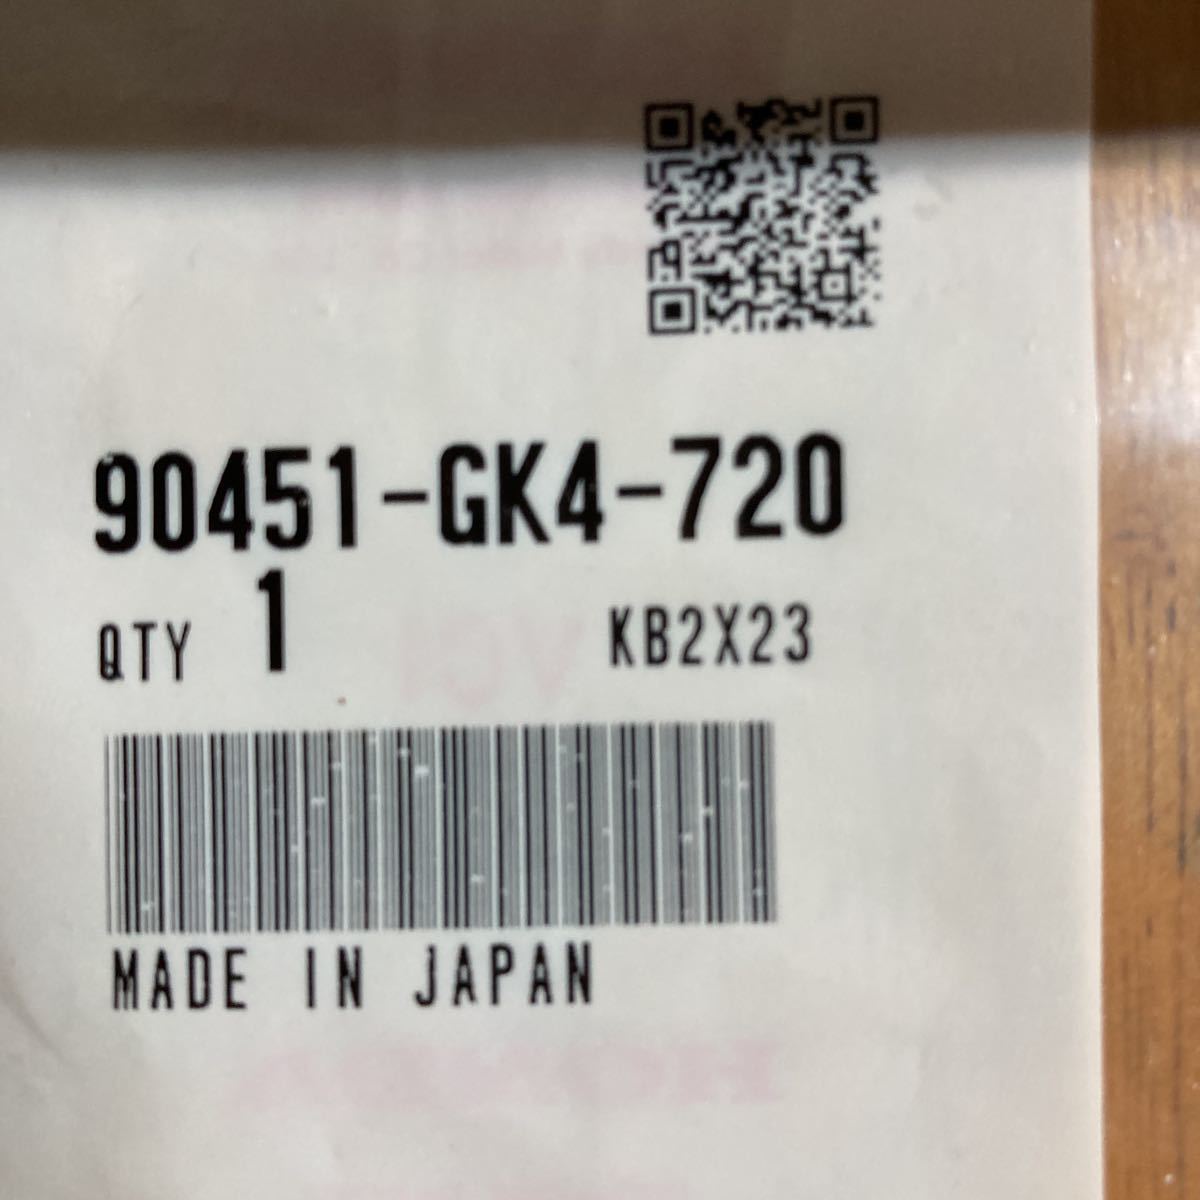 90451-GK4-720
QTY 1 KB2X23
MADE IN JAPAN